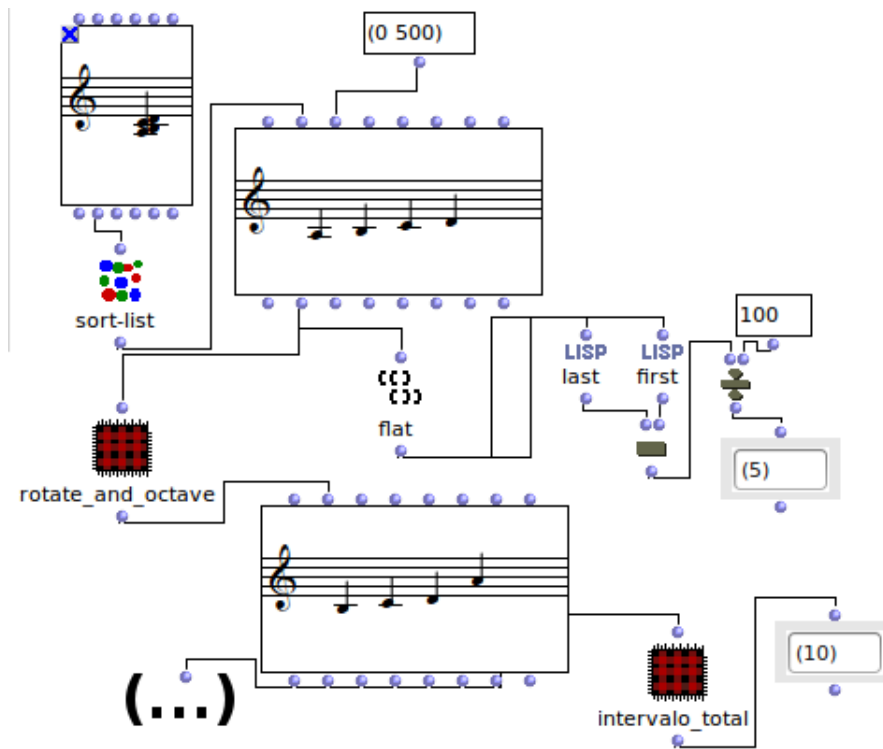 (0 500)
sort-list
100
LISP
LISP
last
first
flat
(5)
rotate_and_octave
(10)
(...)
intervalo_total